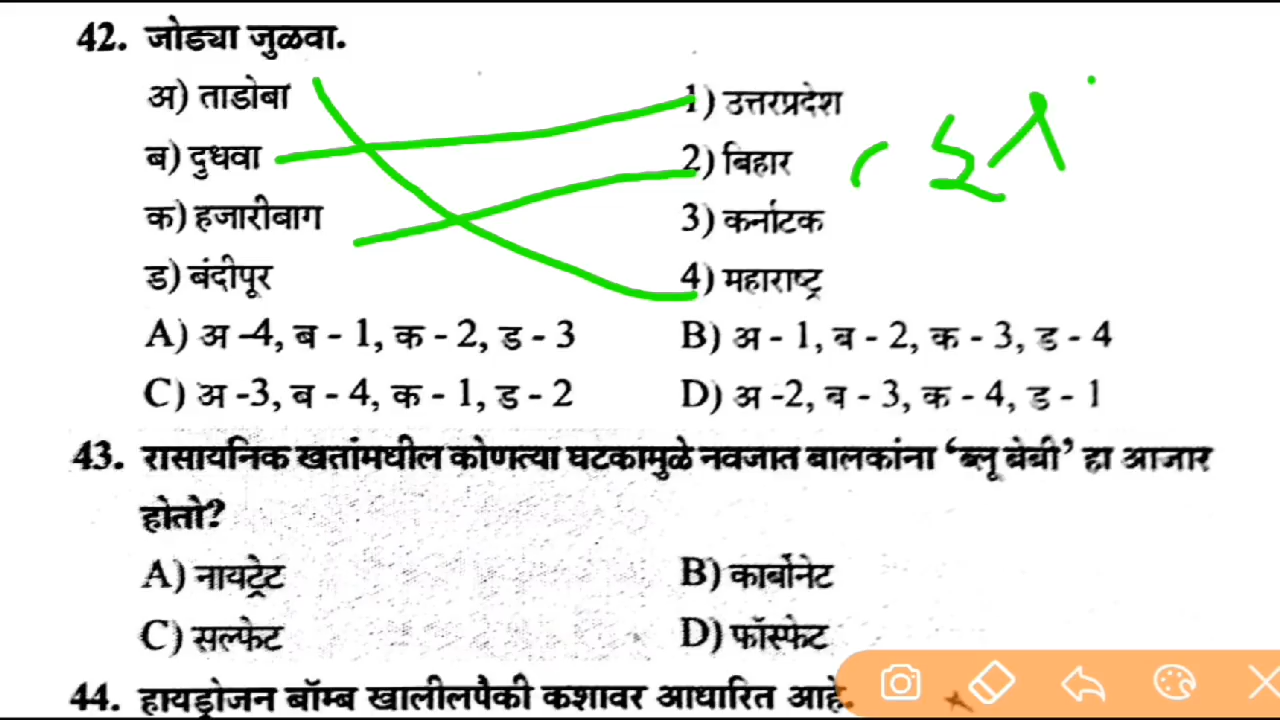 42. जोड्या जुळवा.
अ) ताडोबा 1) उत्तरप्रदेश
ब) दुधवा 2) बिहार
क) हजारीबाग 3) कर्नाटक
ड) बंदीपूर 4) महाराष्ट्र
A) अ -4, ब - 1, क - 2, ड - 3 B) अ - 1, ब - 2, क - 3, ड - 4
C) अ -3, ब - 4, क - 1, ड - 2 D) अ -2, ब - 3, क - 4, ड - 1
43. रासायनिक खतांमधील कोणत्या घटकामुळे नवजात बालकांना ‘ब्लू बेबी’ हा आजार
होतो?
A) नायट्रेट B) कार्बोनेट
C) सल्फेट D) फॉस्फेट
44. हायड्रोजन बॉम्ब खालीलपैकी कशावर आधारित आहे.